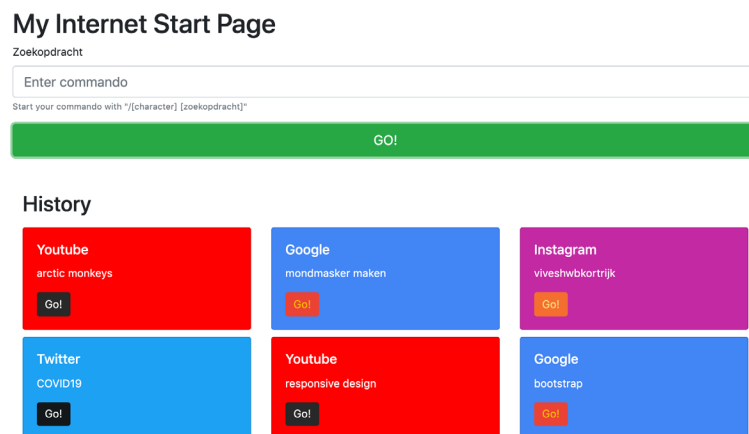 My Internet Start Page
Zoekopdracht
Enter commando
Start your commando with "/[character] [zoekopdracht]"
GO!
History
Youtube
arctic monkeys
Go!
Google
mondmasker maken
Go!
Instagram
viveshwbkortrijk
Go!
Twitter
COVID19
Go!
Youtube
responsive design
Go!
Google
bootstrap
Go!